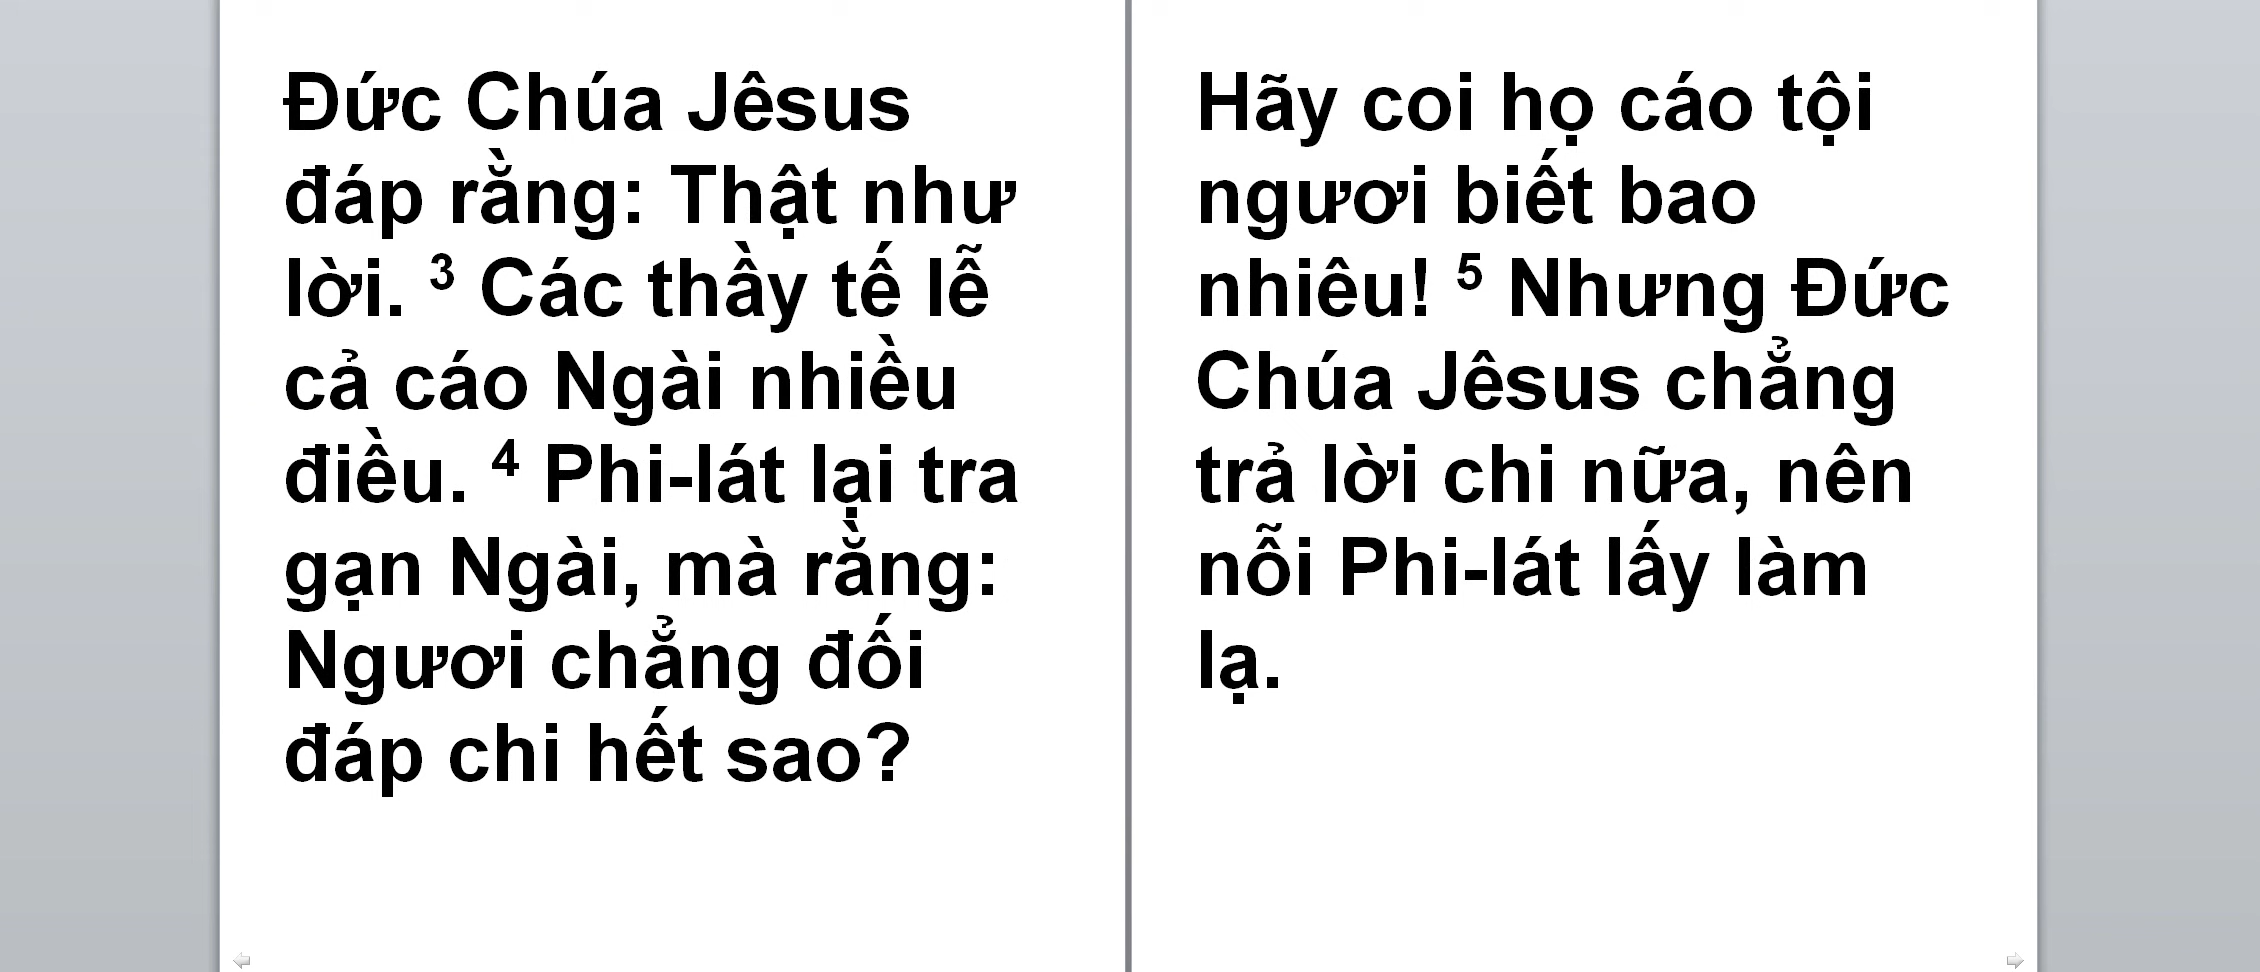 Đức Chúa Jêsus
đáp rằng: Thật như
lời. ³ Các thầy tế lễ
cả cáo Ngài nhiều
điều. ⁴ Phi-lát lại tra
gạn Ngài, mà rằng:
Ngươi chẳng đối
đáp chi hết sao?
Hãy coi họ cáo tội
ngươi biết bao
nhiêu! ⁵ Nhưng Đức
Chúa Jêsus chẳng
trả lời chi nữa, nên
nỗi Phi-lát lấy làm
lạ.